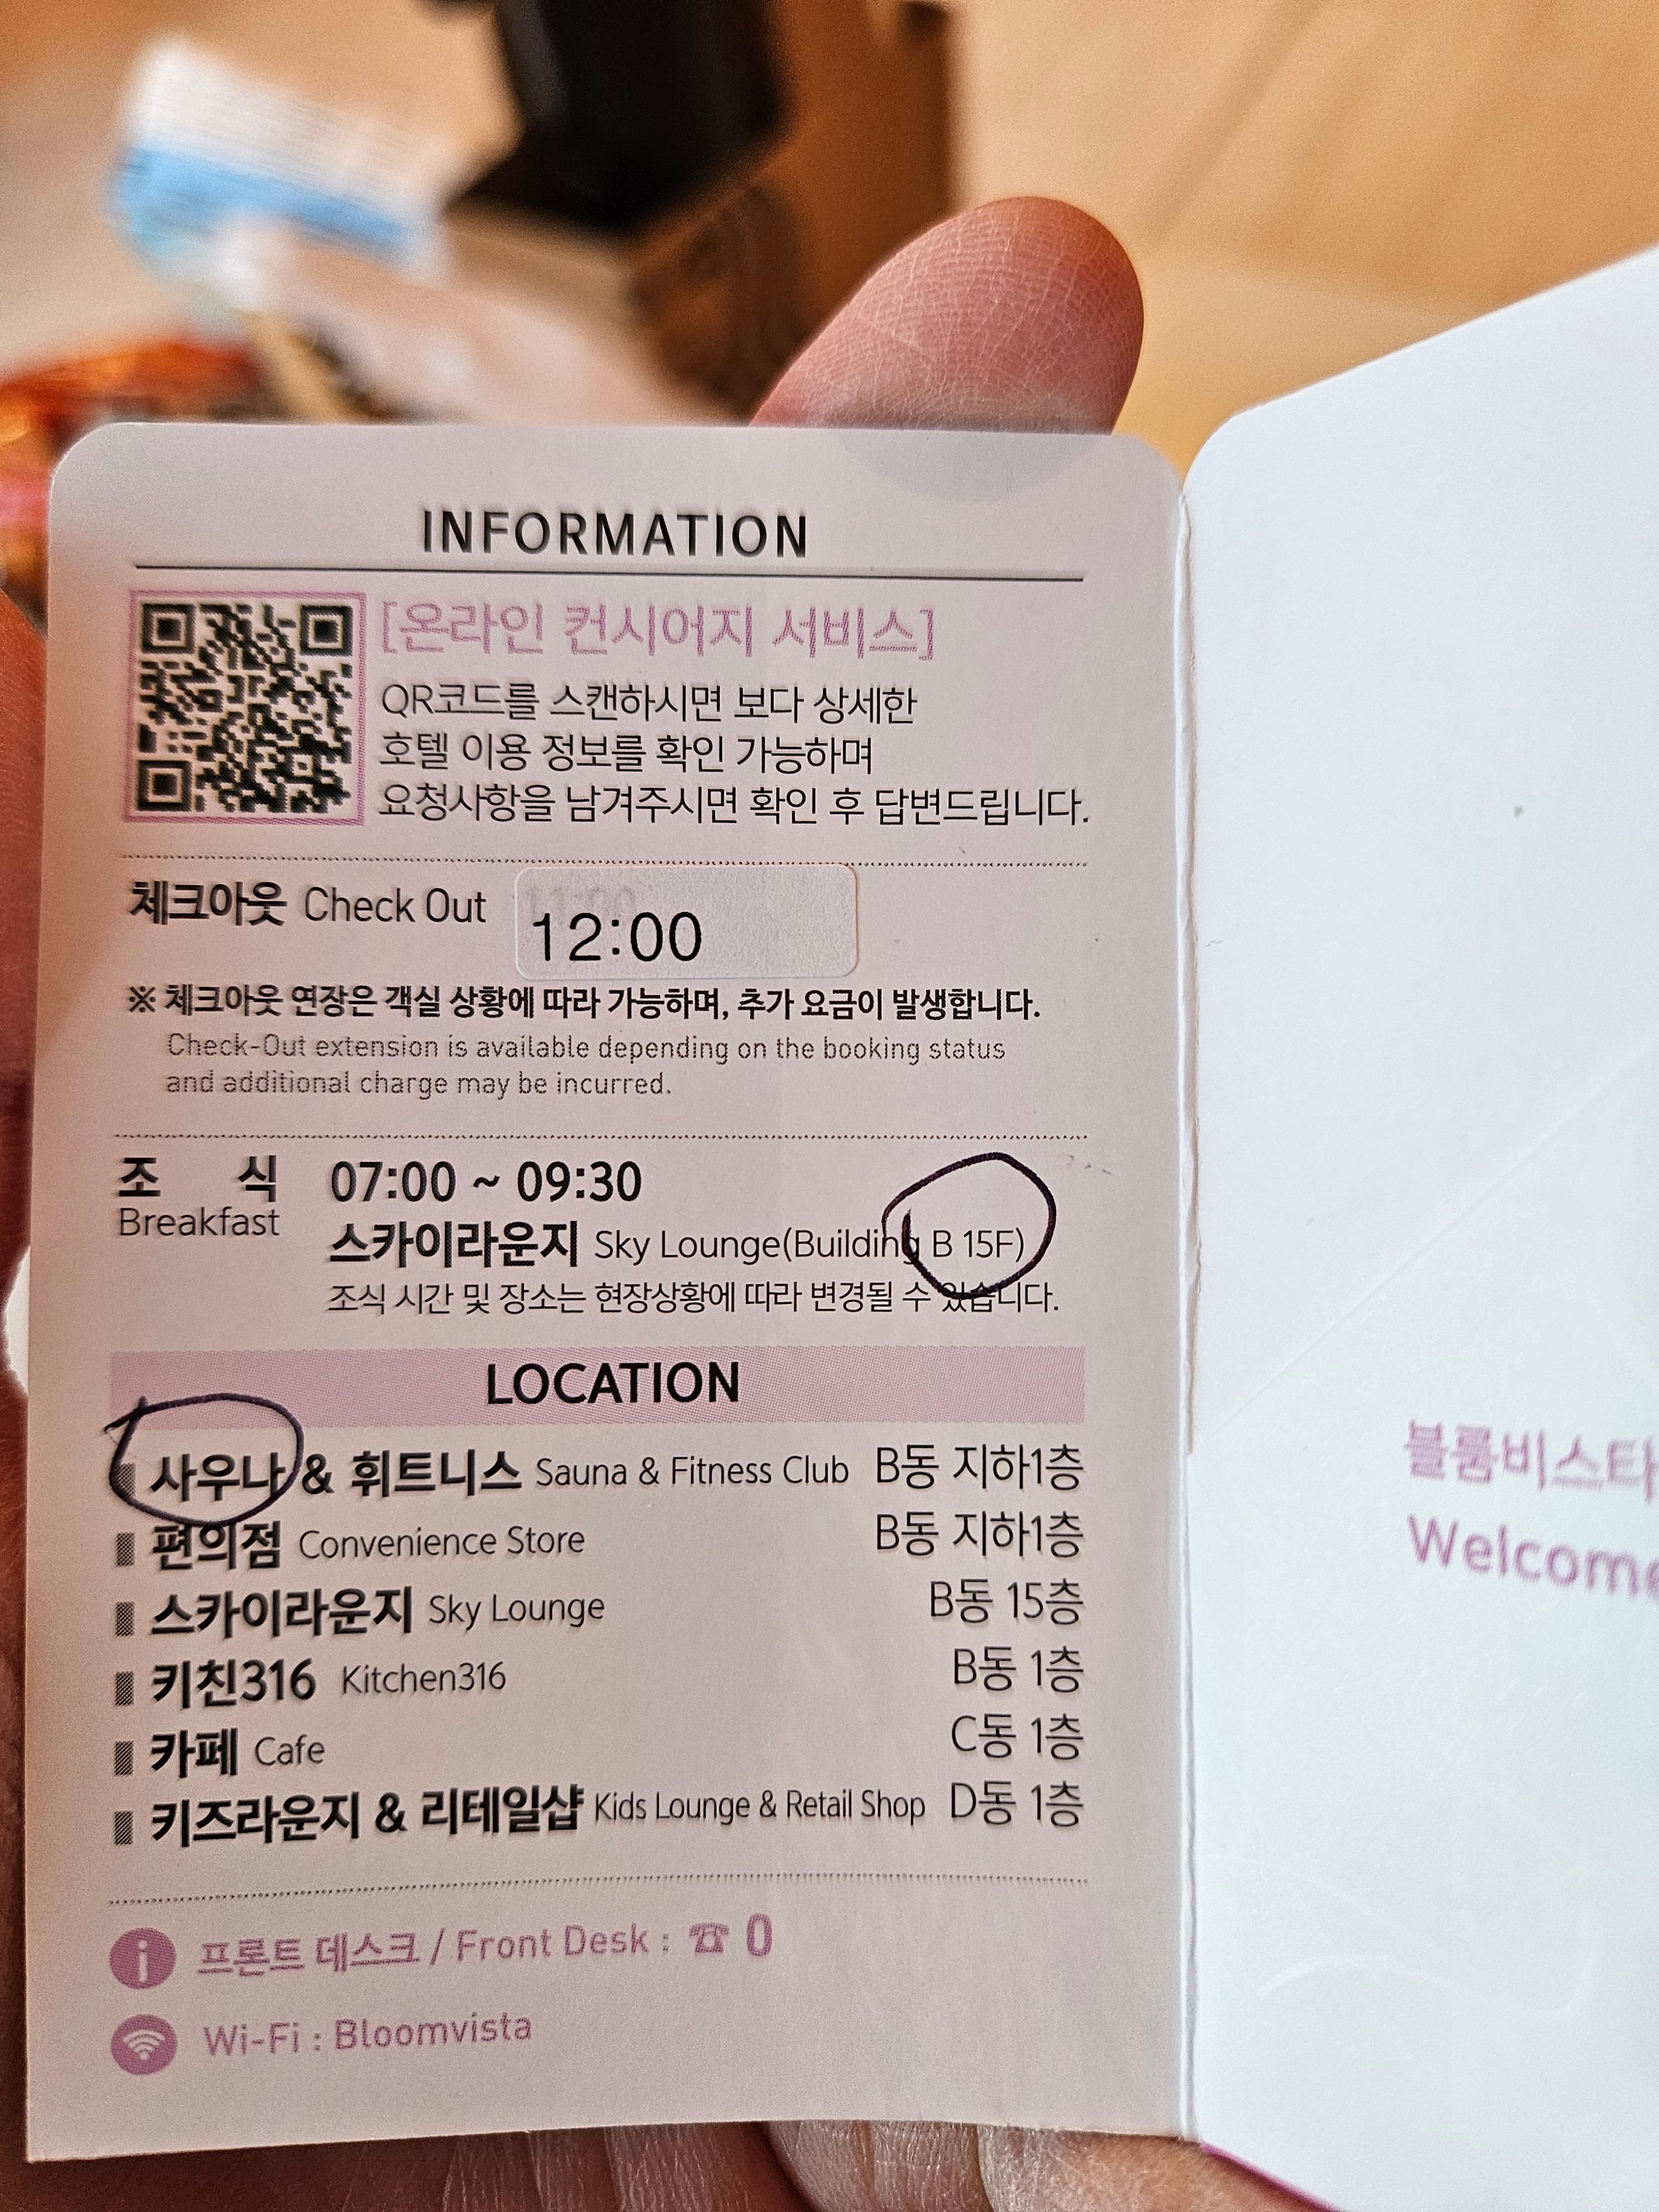 INFORMATION
[온라인 컨시어지 서비스]
QR코드를 스캔하시면 보다 상세한
호텔 이용 정보를 확인 가능하며
요청사항을 남겨주시면 확인 후 답변드립니다.
체크아웃 Check Out 12:00
※ 체크아웃 연장은 객실 상황에 따라 가능하며, 추가 요금이 발생합니다.
Check-Out extension is available depending on the booking status
and additional charge may be incurred.
조 식 07:00 ~ 09:30
Breakfast
스카이라운지 Sky Lounge(Building B 15F)
조식 시간 및 장소는 현장상황에 따라 변경될 수 있습니다.
LOCATION
사우나 & 휘트니스 Sauna & Fitness Club B동 지하1층
편의점 Convenience Store B동 지하1층
스카이라운지 Sky Lounge B동 15층
키친316 Kitchen316 B동 1층
카페 Cafe C동 1층
키즈라운지 & 리테일샵 Kids Lounge & Retail Shop D동 1층
i 프론트 데스크 / Front Desk : ☎ 0
Wi-Fi : Bloomvista
블룸비스타
Welcome